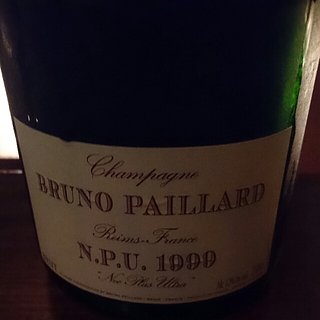 Champagne
BRUNO PAILLARD
Reims-France
N.P.U. 1999
"Nec Plus Ultra"